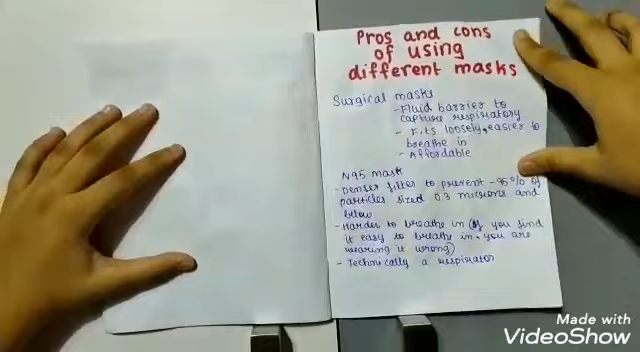 Pros and cons
of using
different masks
Surgical masks
- Fluid barrier to
capture respiratory
- Fits loosely, easier to
breathe in
- Affordable
N95 mask
- Denser filter to prevent ~95% of
particles sized 0.3 microns and
blow
- Harder to breathe in (if you find
it easy to breathe in, you are
wearing it wrong)
- Technically a respirator
Made with
VideoShow